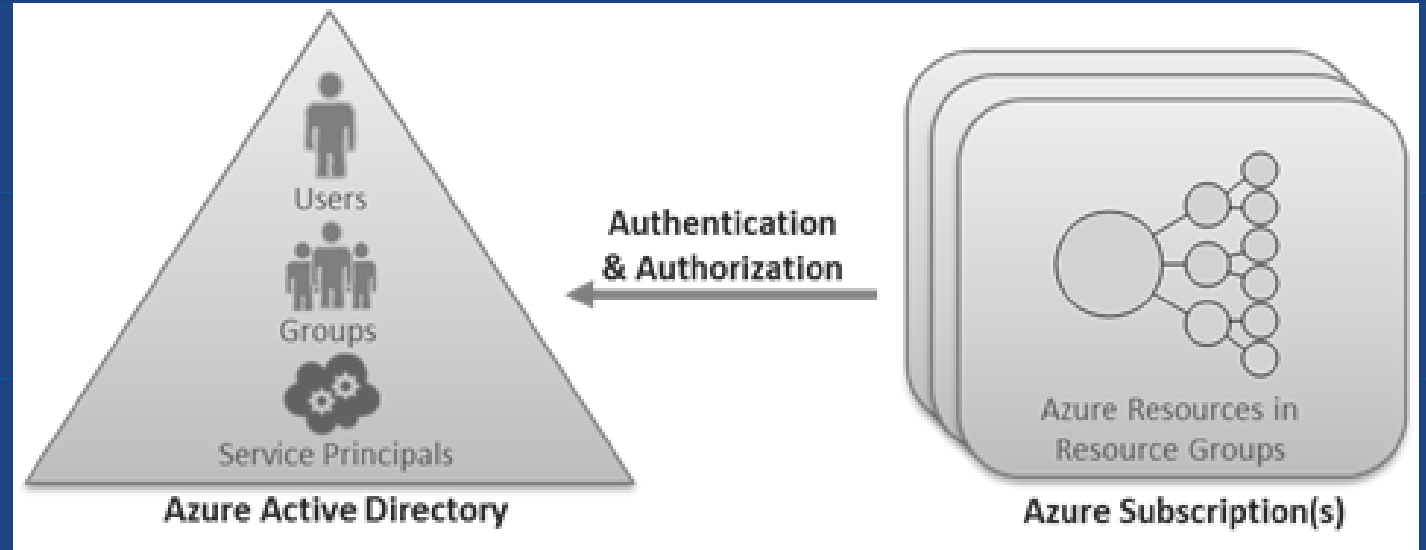 Users
Groups
Service Principals
Azure Active Directory
Authentication
& Authorization
Azure Resources in
Resource Groups
Azure Subscription(s)